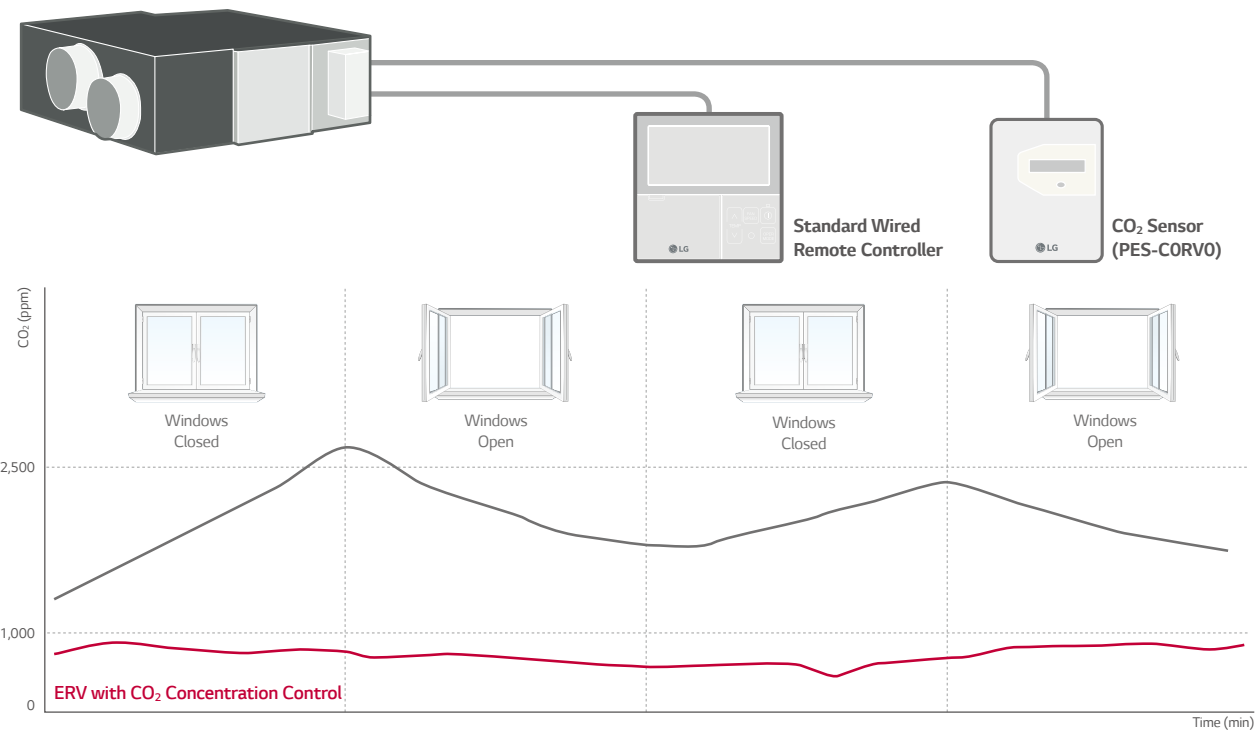 LG
Standard Wired
Remote Controller
LG
CO₂ Sensor
(PES-C0RV0)
CO₂ (ppm)
Windows
Closed
Windows
Open
Windows
Closed
Windows
Open
2,500
1,000
ERV with CO₂ Concentration Control
0
Time (min)